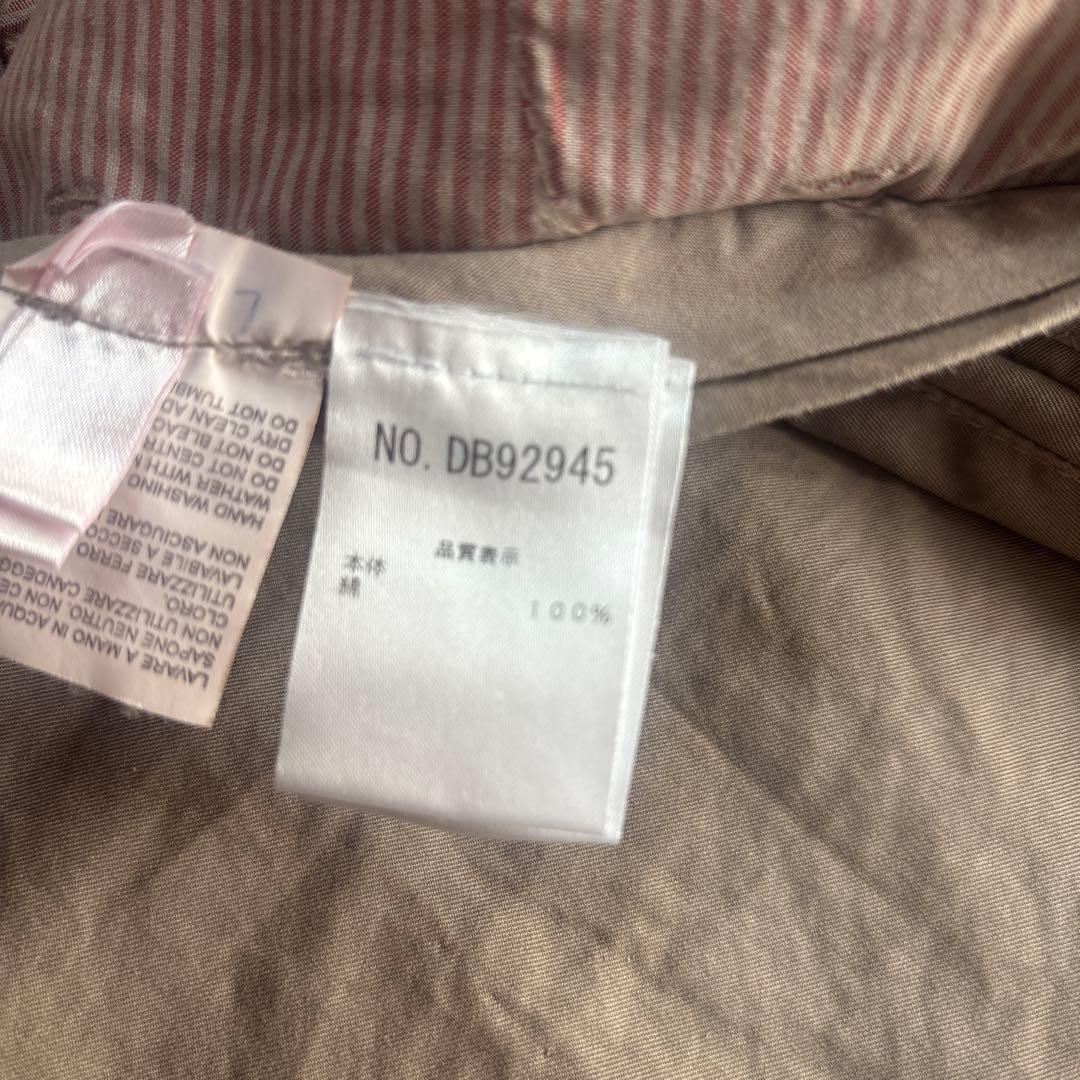 NO. DB92945
品質表示
本体
綿
100%
7
LAVARE A MANO IN ACQU
SAPONE NEUTRO. NON CE
NON UTILIZZARE CANDEGG
CLORO.
UTILIZZARE FERRO
LAVABILE A SECCO
NON ASCIUGARE
HAND WASHING
WATHER WITH
DO NOT CENTR
DO NOT BLEAC
DRY CLEAN AD
DO NOT TUMBL